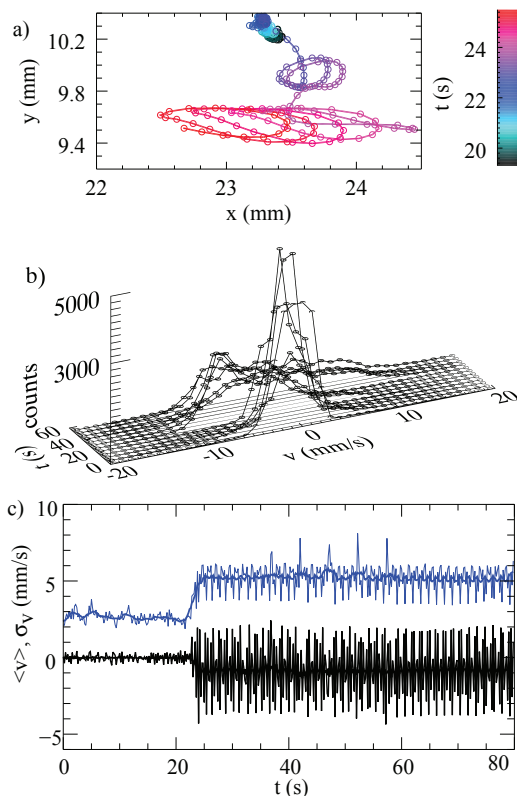 a)
10.2
9.8
9.4
y (mm)
22 23 24
x (mm)
t (s)
24
22
20
b)
5000
3000
counts
60
40
20
0
t (s)
-20
-10
0
10
20
v (mm/s)
c)
10
5
0
−5
<v>, σv (mm/s)
0 20 40 60 80
t (s)